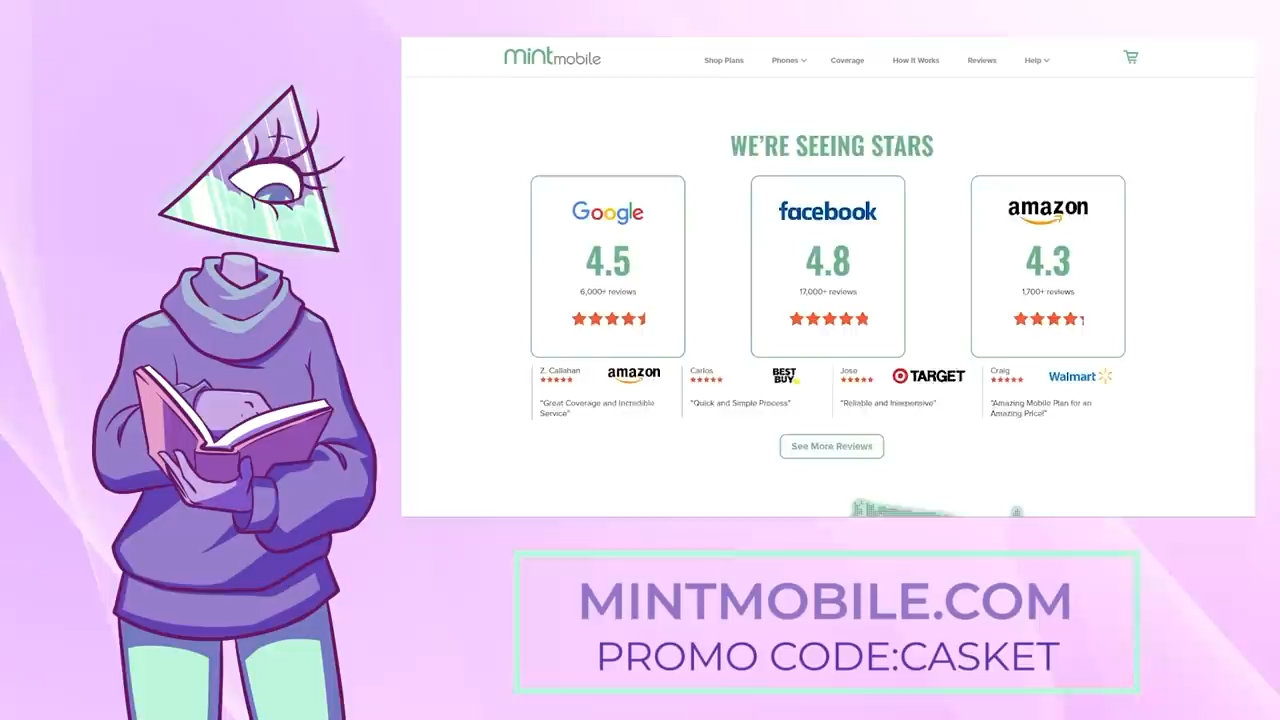 mintmobile
Shop Plans Phones Coverage How It Works Reviews Help
WE'RE SEEING STARS
Google
4.5
6,000+ reviews
facebook
4.8
17,000+ reviews
amazon
4.3
1,700+ reviews
Z. Callahan amazon
"Great Coverage and Incredible
Service"
Carlos BEST
BUY
"Quick and Simple Process"
Jose TARGET
"Reliable and Inexpensive"
Craig Walmart
"Amazing Mobile Plan for an
Amazing Price!"
See More Reviews
MINTMOBILE.COM
PROMO CODE:CASKET